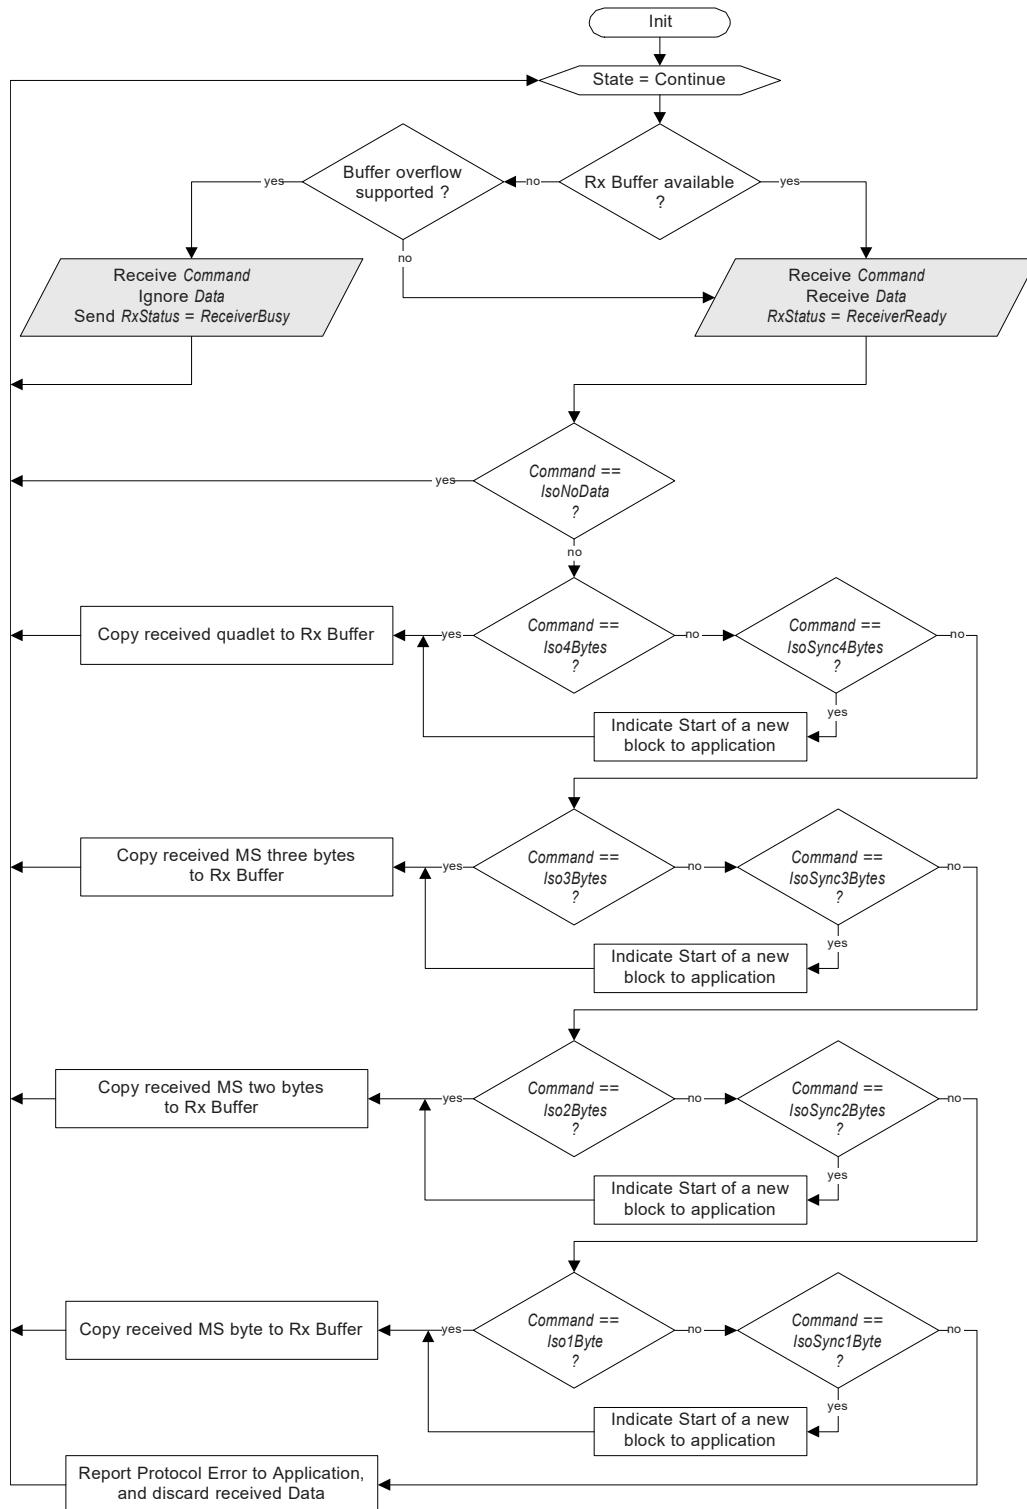 Init
State = Continue
Buffer overflow
supported ?
Rx Buffer available
?
yes
no
yes
no
Receive Command
Ignore Data
Send RxStatus = ReceiverBusy
Receive Command
Receive Data
RxStatus = ReceiverReady
Command ==
IsoNoData
?
yes
no
Copy received quadlet to Rx Buffer
yes
Command ==
Iso4Bytes
?
no
Command ==
IsoSync4Bytes
?
no
yes
Indicate Start of a new
block to application
Copy received MS three bytes
to Rx Buffer
yes
Command ==
Iso3Bytes
?
no
Command ==
IsoSync3Bytes
?
no
yes
Indicate Start of a new
block to application
Copy received MS two bytes
to Rx Buffer
yes
Command ==
Iso2Bytes
?
no
Command ==
IsoSync2Bytes
?
no
yes
Indicate Start of a new
block to application
Copy received MS byte to Rx Buffer
yes
Command ==
Iso1Byte
?
no
Command ==
IsoSync1Byte
?
no
yes
Indicate Start of a new
block to application
Report Protocol Error to Application,
and discard received Data